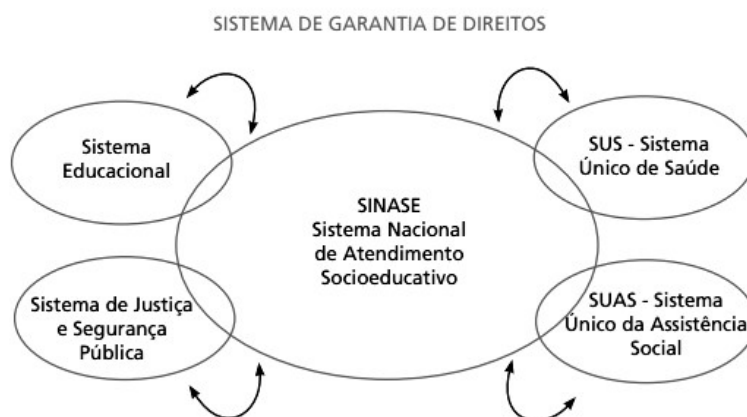 SISTEMA DE GARANTIA DE DIREITOS
Sistema
Educacional
SUS - Sistema
Único de Saúde
SINASE
Sistema Nacional
de Atendimento
Socioeducativo
Sistema de Justiça
e Segurança
Pública
SUAS - Sistema
Único da Assistência
Social